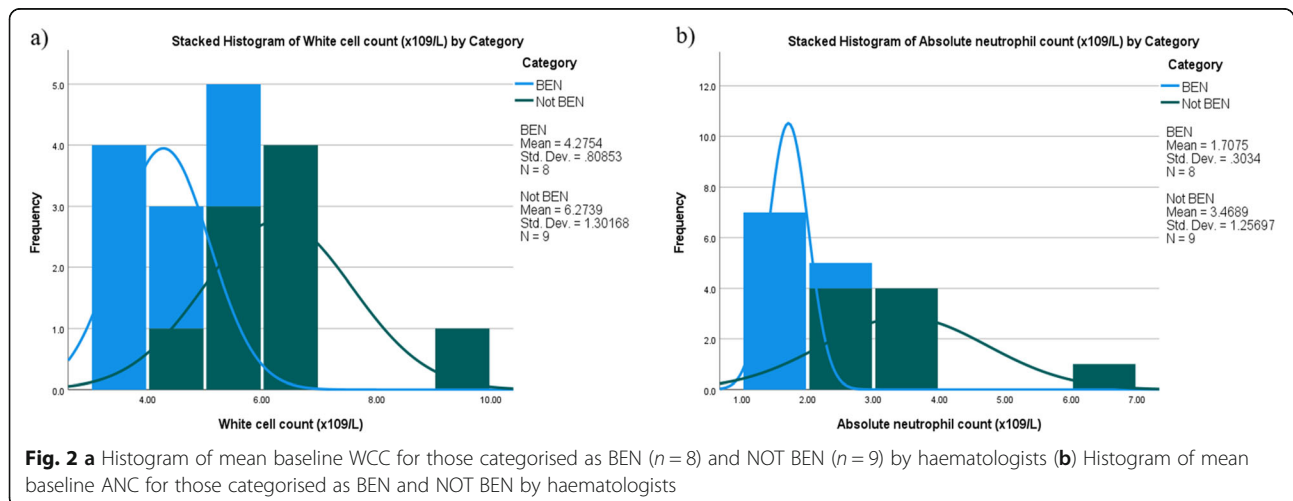 a)
Stacked Histogram of White cell count (x109/L) by Category
Category
BEN
Not BEN
BEN
Mean = 4.2754
Std. Dev. = .80853
N = 8
Not BEN
Mean = 6.2739
Std. Dev. = 1.30168
N = 9
Frequency
5.0
4.0
3.0
2.0
1.0
0.0
4.00 6.00 8.00 10.00
White cell count (x109/L)
b)
Stacked Histogram of Absolute neutrophil count (x109/L) by Category
Category
BEN
Not BEN
BEN
Mean = 1.7075
Std. Dev. = .3034
N = 8
Not BEN
Mean = 3.4689
Std. Dev. = 1.25697
N = 9
Frequency
12.0
10.0
8.0
6.0
4.0
2.0
0.0
1.00 2.00 3.00 4.00 5.00 6.00 7.00
Absolute neutrophil count (x109/L)
Fig. 2 a Histogram of mean baseline WCC for those categorised as BEN (n = 8) and NOT BEN (n = 9) by haematologists (b) Histogram of mean
baseline ANC for those categorised as BEN and NOT BEN by haematologists